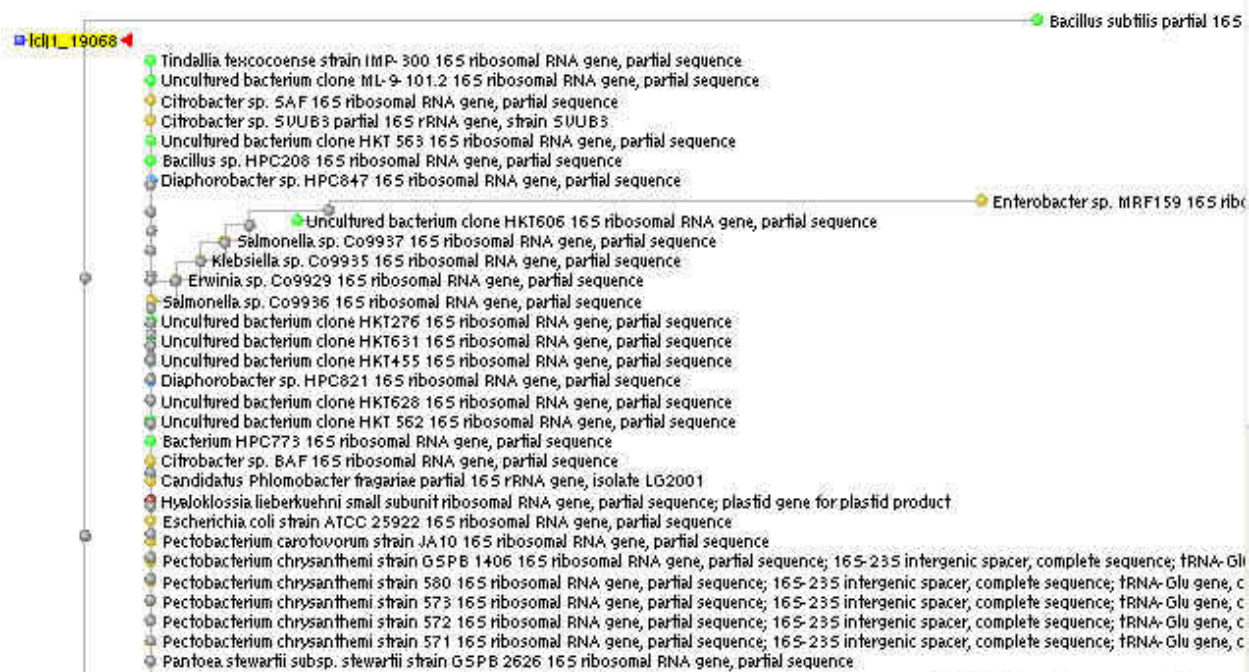 Bacillus subtilis partial 16S
lcl|1_19068
Tindallia texcocoense strain IMP-300 16S ribosomal RNA gene, partial sequence
Uncultured bacterium clone ML-9-101.2 16S ribosomal RNA gene, partial sequence
Citrobacter sp. SAF 16S ribosomal RNA gene, partial sequence
Citrobacter sp. SVUB3 partial 16S rRNA gene, strain SVUB3
Uncultured bacterium clone HKT 563 16S ribosomal RNA gene, partial sequence
Bacillus sp. HPC208 16S ribosomal RNA gene, partial sequence
Diaphorobacter sp. HPC847 16S ribosomal RNA gene, partial sequence
Enterobacter sp. MRF159 16S ribo
Uncultured bacterium clone HKT606 16S ribosomal RNA gene, partial sequence
Salmonella sp. Co9937 16S ribosomal RNA gene, partial sequence
Klebsiella sp. Co9935 16S ribosomal RNA gene, partial sequence
Erwinia sp. Co9929 16S ribosomal RNA gene, partial sequence
Salmonella sp. Co9936 16S ribosomal RNA gene, partial sequence
Uncultured bacterium clone HKT276 16S ribosomal RNA gene, partial sequence
Uncultured bacterium clone HKT631 16S ribosomal RNA gene, partial sequence
Uncultured bacterium clone HKT455 16S ribosomal RNA gene, partial sequence
Diaphorobacter sp. HPC821 16S ribosomal RNA gene, partial sequence
Uncultured bacterium clone HKT628 16S ribosomal RNA gene, partial sequence
Uncultured bacterium clone HKT 562 16S ribosomal RNA gene, partial sequence
Bacterium HPC773 16S ribosomal RNA gene, partial sequence
Citrobacter sp. BAF 16S ribosomal RNA gene, partial sequence
Candidatus Phlomobacter fragariae partial 16S rRNA gene, isolate LG2001
Hyaloklossia lieberkuehni small subunit ribosomal RNA gene, partial sequence; plastid gene for plastid product
Escherichia coli strain ATCC 25922 16S ribosomal RNA gene, partial sequence
Pectobacterium carotovorum strain JA10 16S ribosomal RNA gene, partial sequence
Pectobacterium chrysanthemi strain GSPB 1406 16S ribosomal RNA gene, partial sequence; 16S-23S intergenic spacer, complete sequence; tRNA-Glu
Pectobacterium chrysanthemi strain 580 16S ribosomal RNA gene, partial sequence; 16S-23S intergenic spacer, complete sequence; tRNA-Glu gene, c
Pectobacterium chrysanthemi strain 573 16S ribosomal RNA gene, partial sequence; 16S-23S intergenic spacer, complete sequence; tRNA-Glu gene, c
Pectobacterium chrysanthemi strain 572 16S ribosomal RNA gene, partial sequence; 16S-23S intergenic spacer, complete sequence; tRNA-Glu gene, c
Pectobacterium chrysanthemi strain 571 16S ribosomal RNA gene, partial sequence; 16S-23S intergenic spacer, complete sequence; tRNA-Glu gene, c
Pantoea stewartii subsp. stewartii strain GSPB 2626 16S ribosomal RNA gene, partial sequence